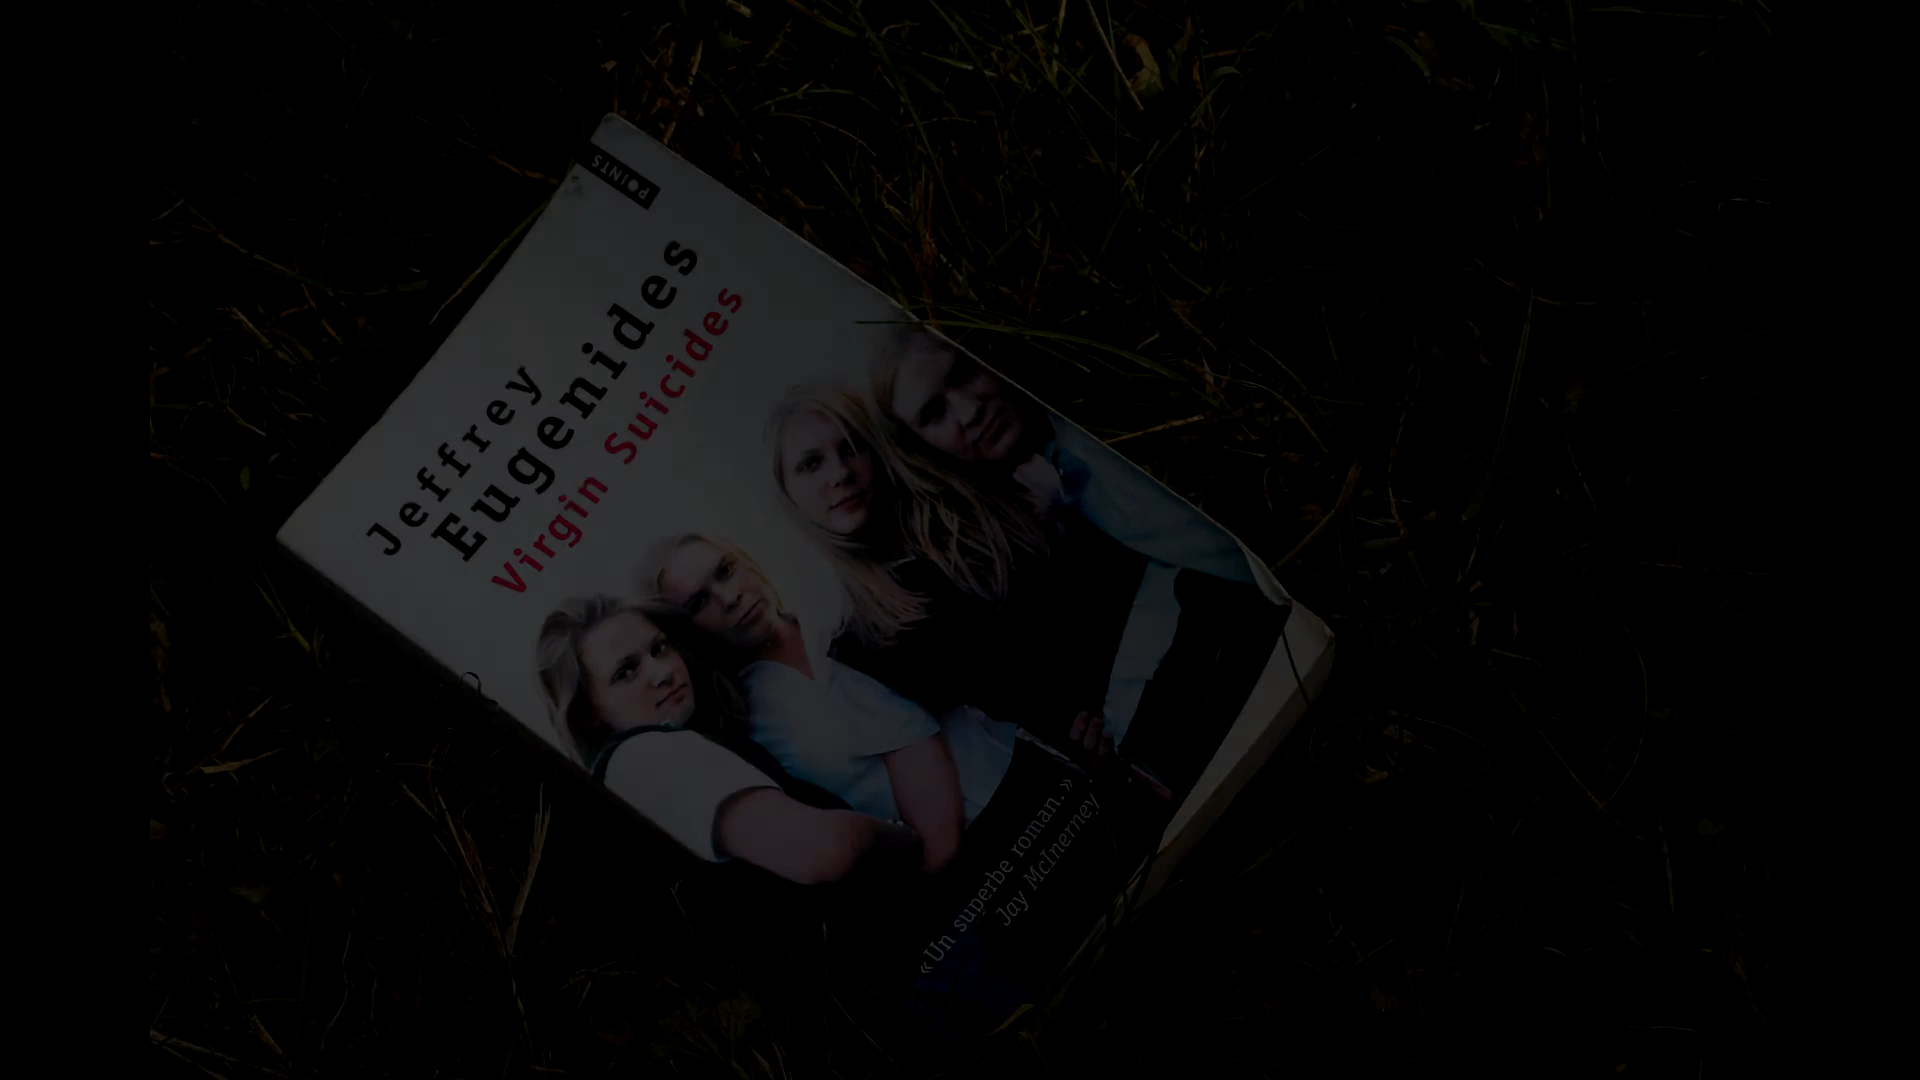 POINTS
Jeffrey
Eugenides
Virgin Suicides
«Un superbe roman.»
Jay McInerney